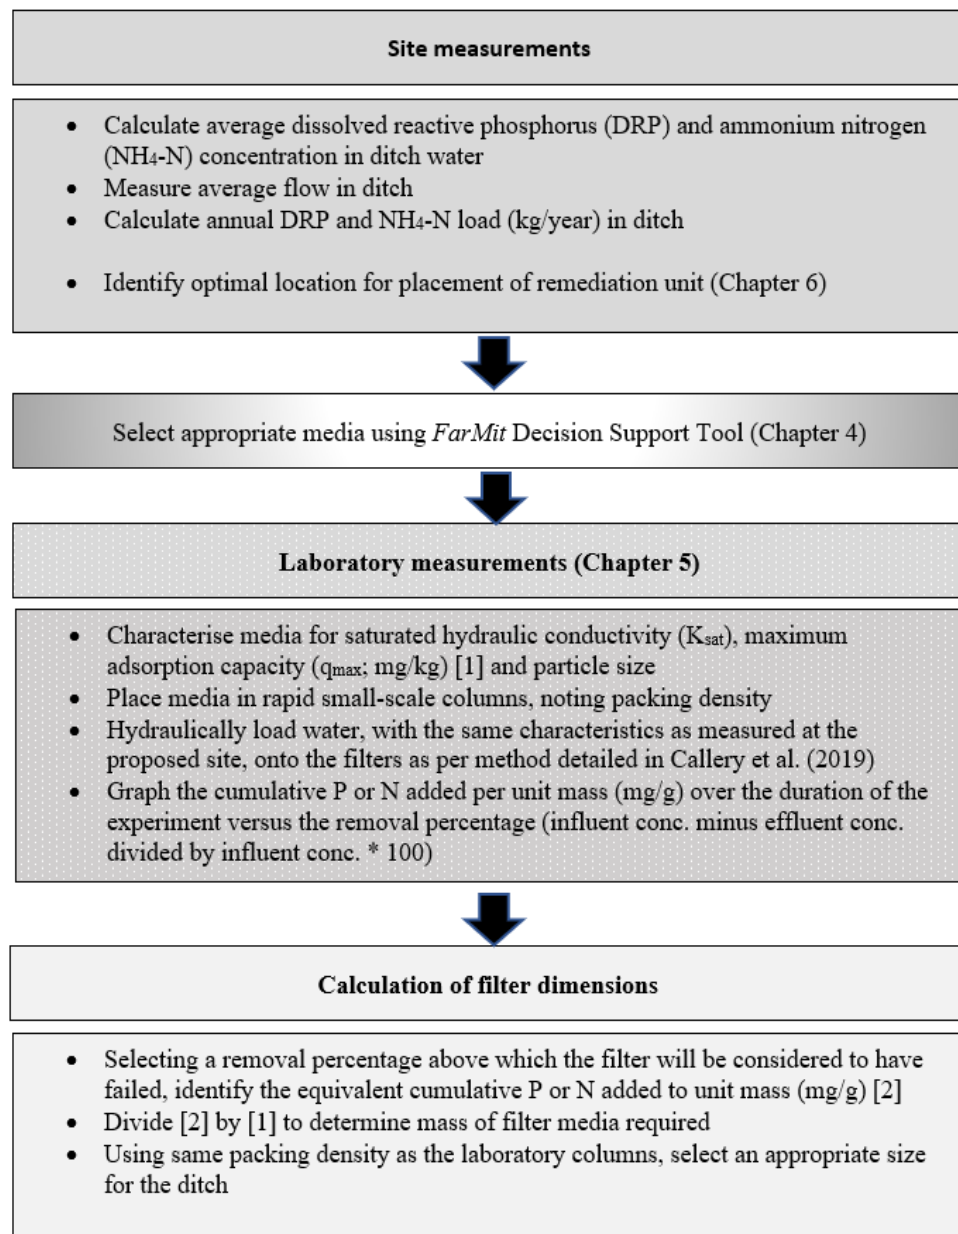 Site measurements
• Calculate average dissolved reactive phosphorus (DRP) and ammonium nitrogen
(NH₄-N) concentration in ditch water
• Measure average flow in ditch
• Calculate annual DRP and NH₄-N load (kg/year) in ditch
• Identify optimal location for placement of remediation unit (Chapter 6)
Select appropriate media using FarMit Decision Support Tool (Chapter 4)
Laboratory measurements (Chapter 5)
• Characterise media for saturated hydraulic conductivity (Kₛₐₜ), maximum
adsorption capacity (qₘₐₓ; mg/kg) [1] and particle size
• Place media in rapid small-scale columns, noting packing density
• Hydraulically load water, with the same characteristics as measured at the
proposed site, onto the filters as per method detailed in Callery et al. (2019)
• Graph the cumulative P or N added per unit mass (mg/g) over the duration of the
experiment versus the removal percentage (influent conc. minus effluent conc.
divided by influent conc. * 100)
Calculation of filter dimensions
• Selecting a removal percentage above which the filter will be considered to have
failed, identify the equivalent cumulative P or N added to unit mass (mg/g) [2]
• Divide [2] by [1] to determine mass of filter media required
• Using same packing density as the laboratory columns, select an appropriate size
for the ditch